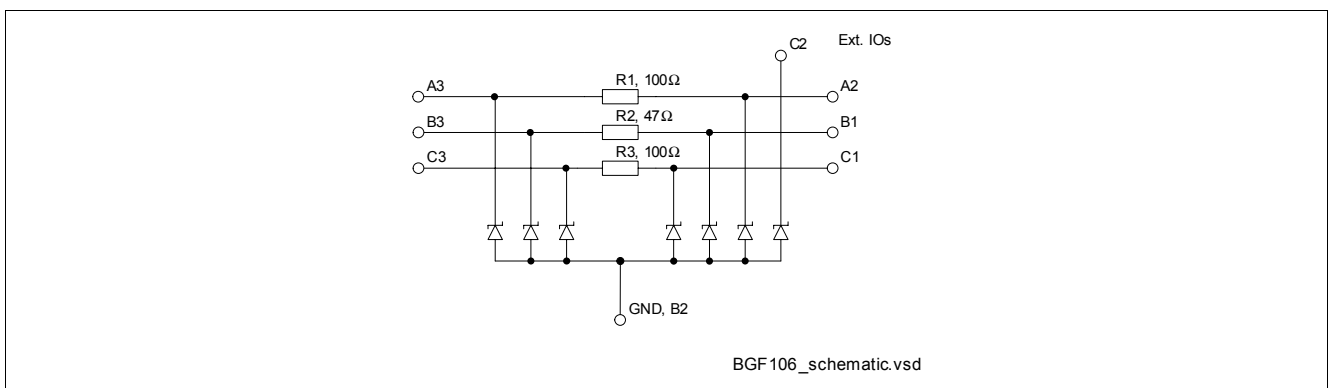 C2 Ext. IOs
A3 R1, 100Ω A2
B3 R2, 47Ω B1
C3 R3, 100Ω C1
GND, B2
BGF106_schematic.vsd